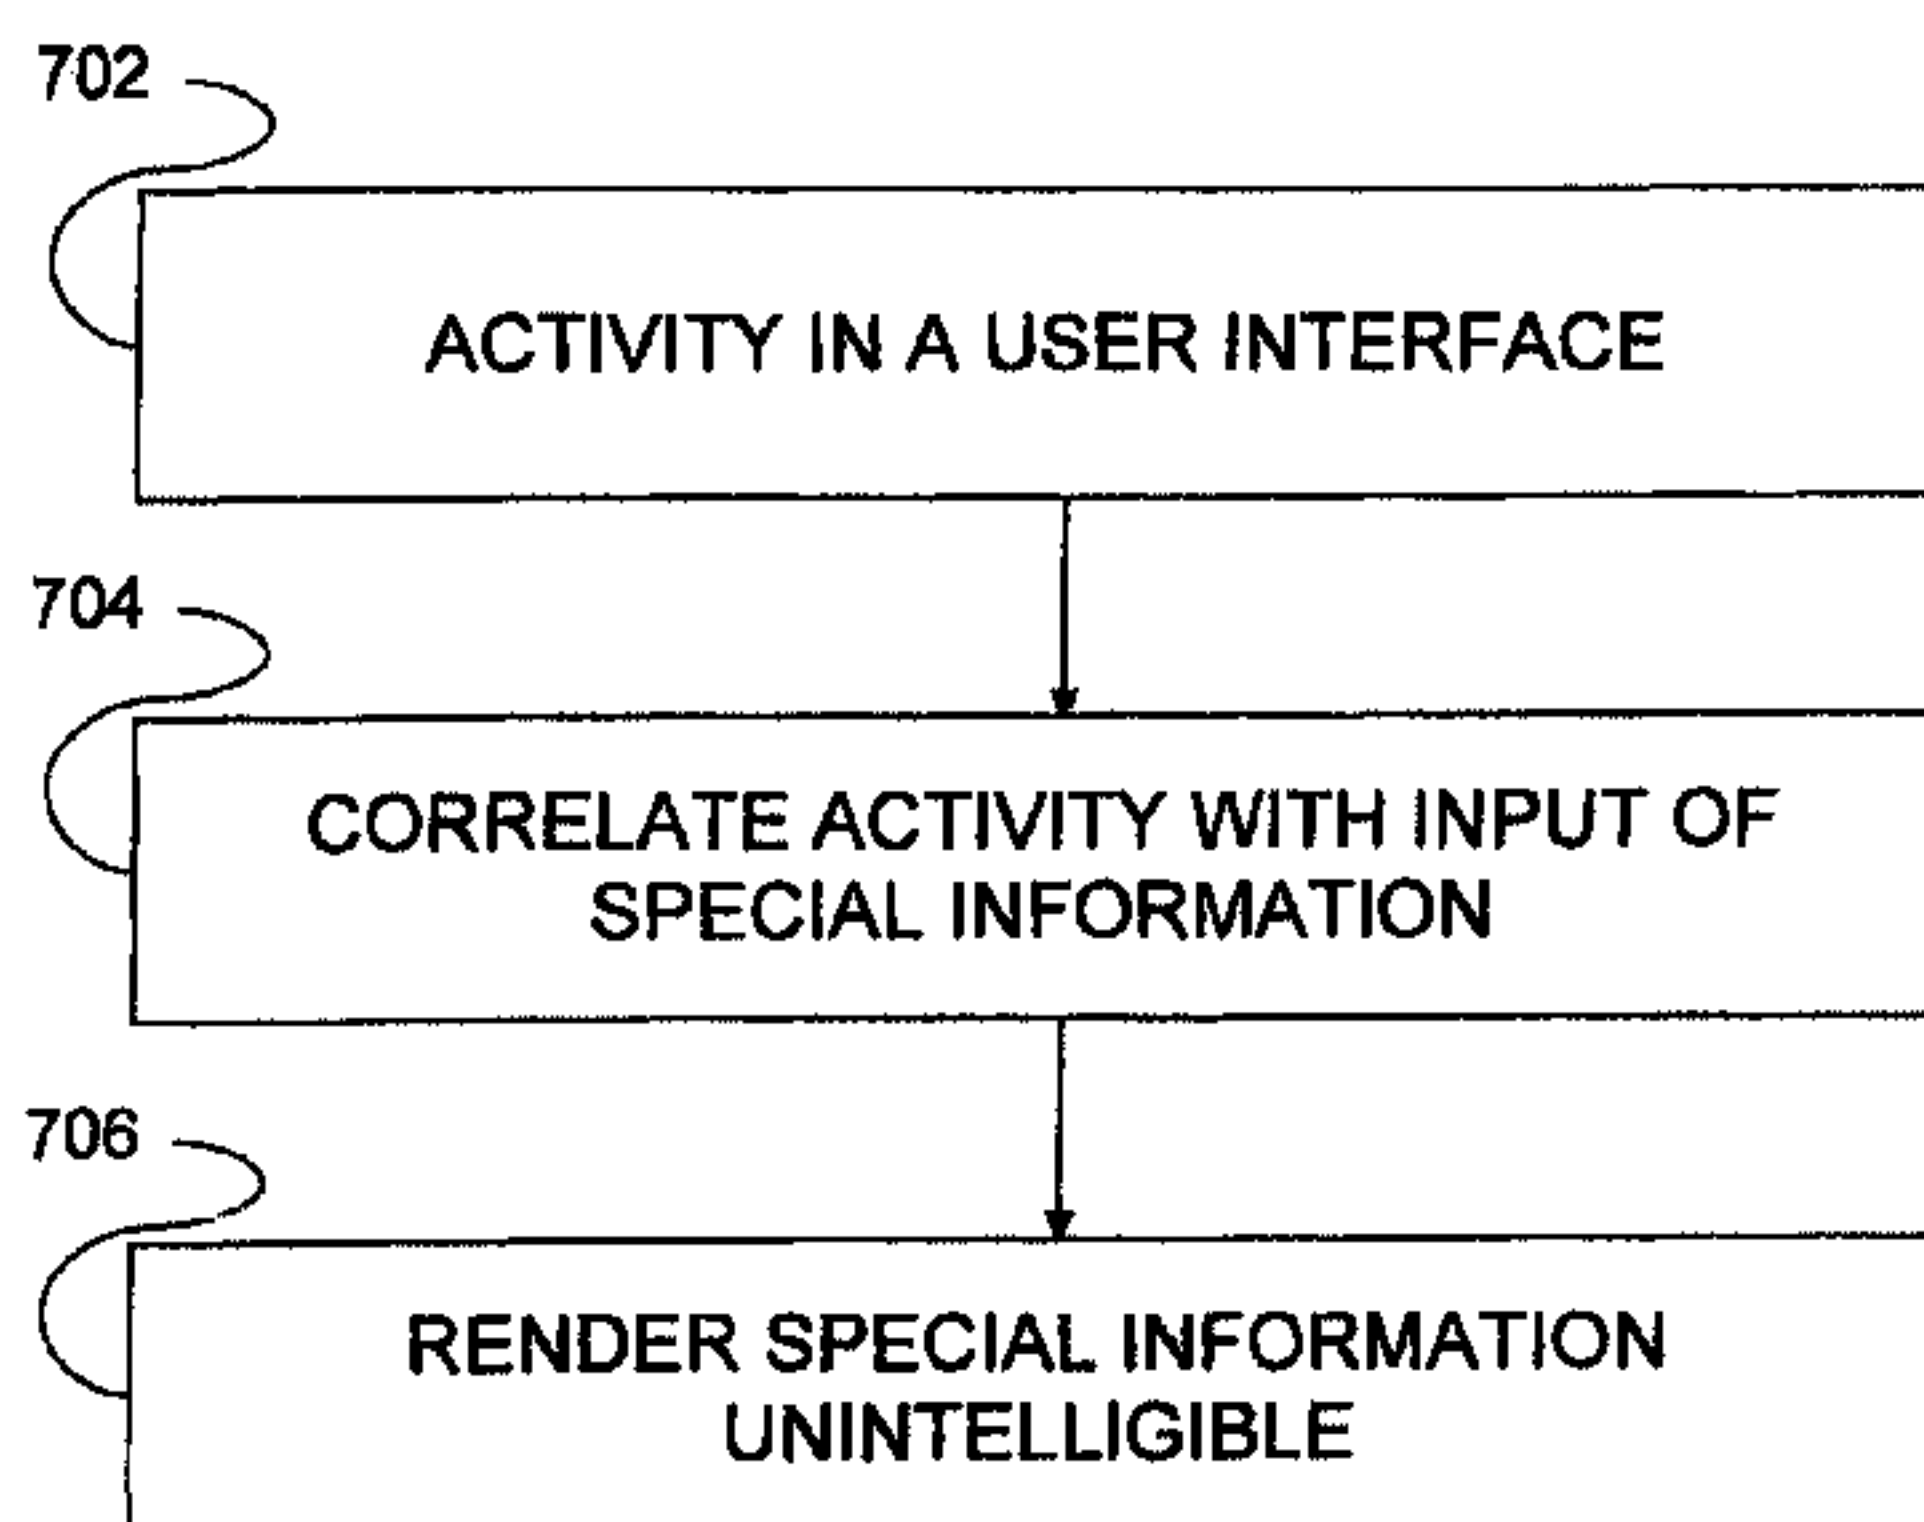 702
ACTIVITY IN A USER INTERFACE
704
CORRELATE ACTIVITY WITH INPUT OF
SPECIAL INFORMATION
706
RENDER SPECIAL INFORMATION
UNINTELLIGIBLE